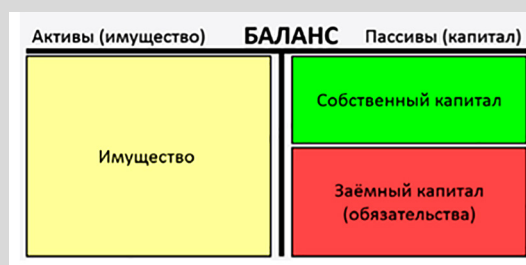 Активы (имущество) БАЛАНС Пассивы (капитал)
Имущество
Собственный капитал
Заёмный капитал
(обязательства)